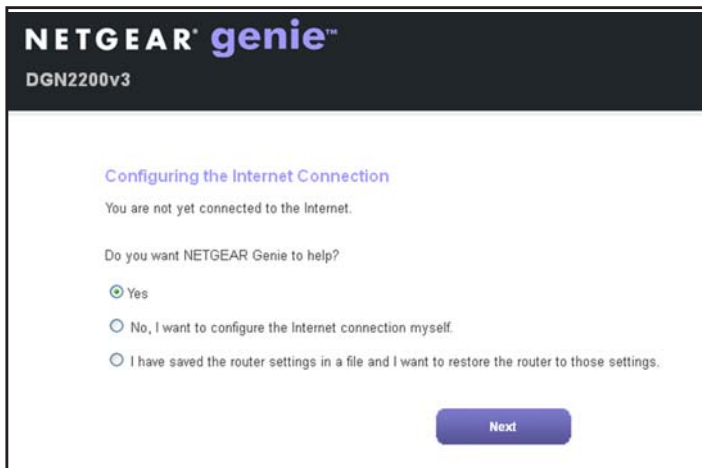 NETGEAR® genie™
DGN2200v3
Configuring the Internet Connection
You are not yet connected to the Internet.
Do you want NETGEAR Genie to help?
Yes
No, I want to configure the Internet connection myself.
I have saved the router settings in a file and I want to restore the router to those settings.
Next